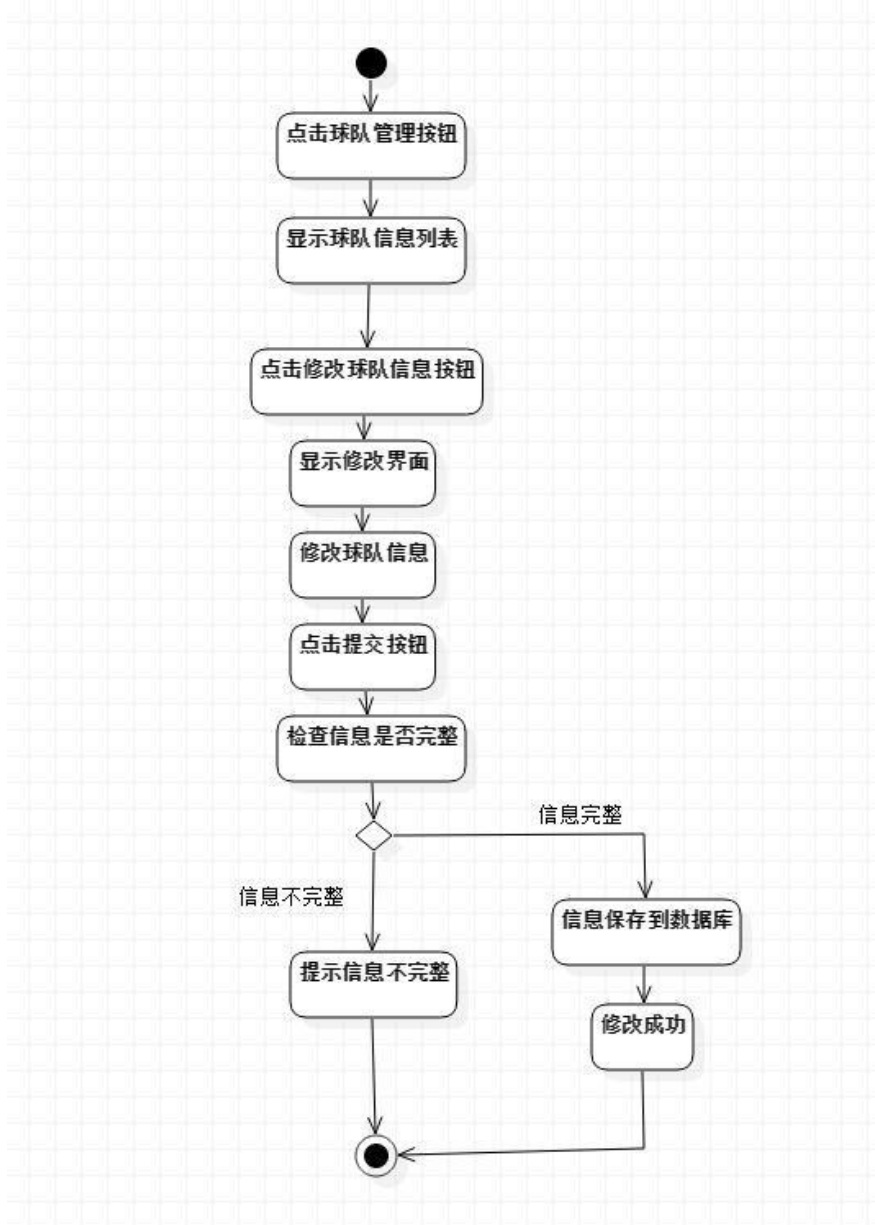 点击球队管理按钮
显示球队信息列表
点击修改球队信息按钮
显示修改界面
修改球队信息
点击提交按钮
检查信息是否完整
信息完整
信息不完整
信息保存到数据库
提示信息不完整
修改成功